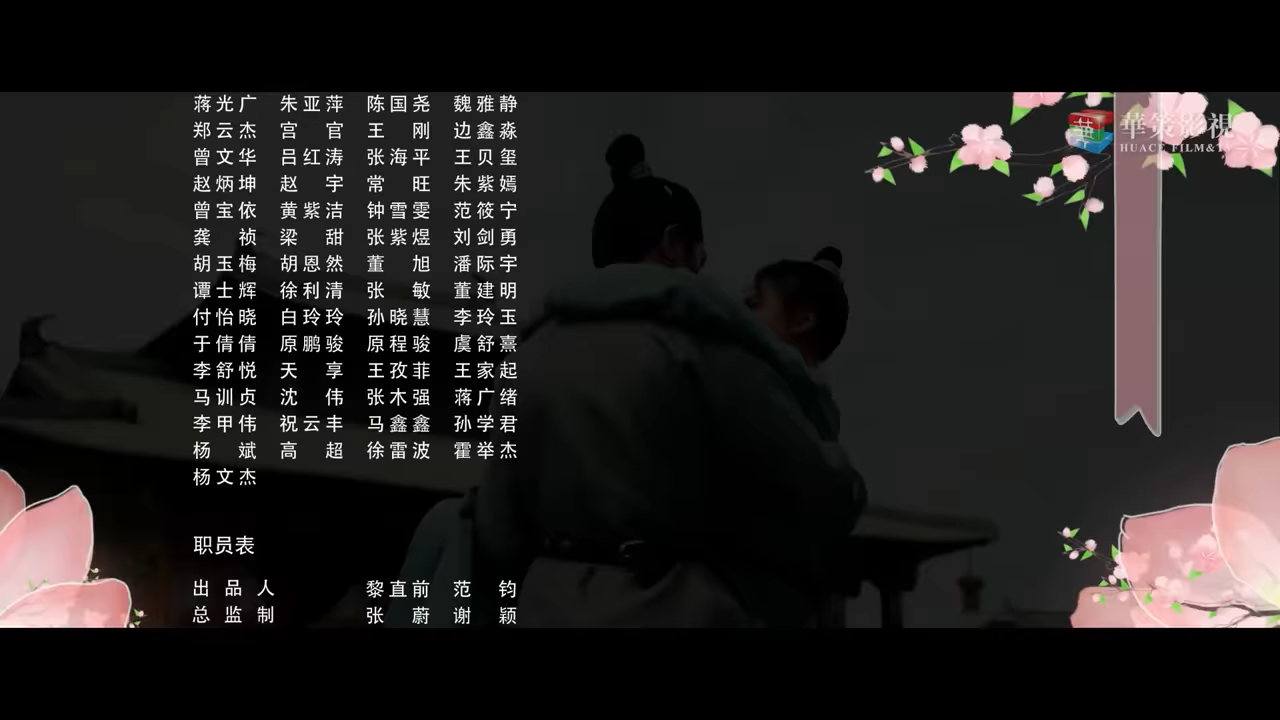 蒋光广 朱亚萍 陈国尧 魏雅静
郑云杰 宫官 王刚 边鑫淼
曾文华 吕红涛 张海平 王贝玺
赵炳坤 赵宇 常旺 朱紫嫣
曾宝依 黄紫洁 钟雪雯 范筱宁
龚祯 梁甜 张紫煜 刘剑勇
胡玉梅 胡恩然 董旭 潘际宇
谭士辉 徐利清 张敏 董建明
付怡晓 白玲玲 孙晓慧 李玲玉
于倩倩 原鹏骏 原程骏 虞舒熹
李舒悦 天享 王孜菲 王家起
马训贞 沈伟 张木强 蒋广绪
李甲伟 祝云丰 马鑫鑫 孙学君
杨斌 高超 徐雷波 霍举杰
杨文杰
职员表
出品人 黎直前 范钧
总监制 张蔚 谢颖
華 華策影視
HUACE FILM&TV